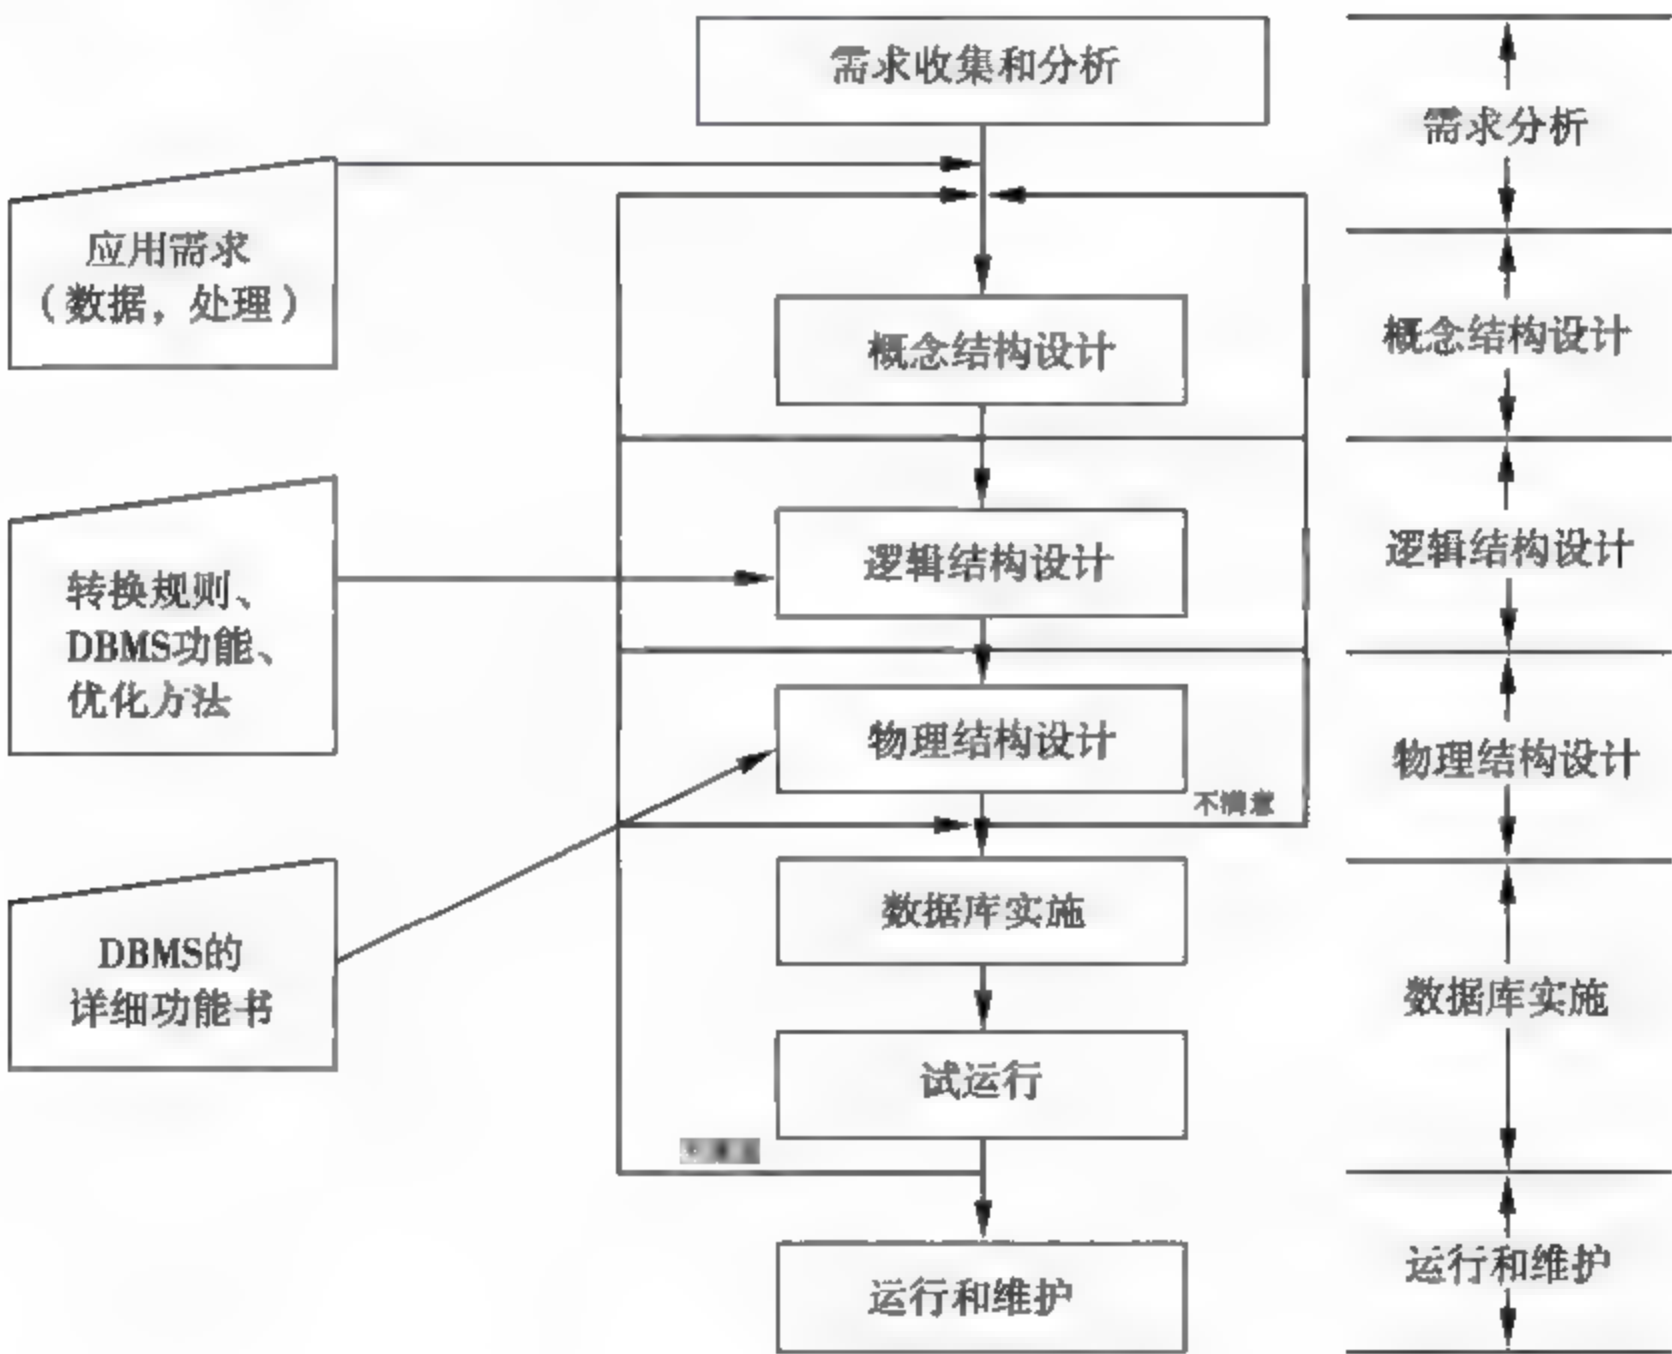 需求收集和分析
应用需求
（数据，处理）
概念结构设计
转换规则、
DBMS功能、
优化方法
逻辑结构设计
物理结构设计
不满意
DBMS的
详细功能书
数据库实施
试运行
运行和维护
需求分析
概念结构设计
逻辑结构设计
物理结构设计
数据库实施
运行和维护